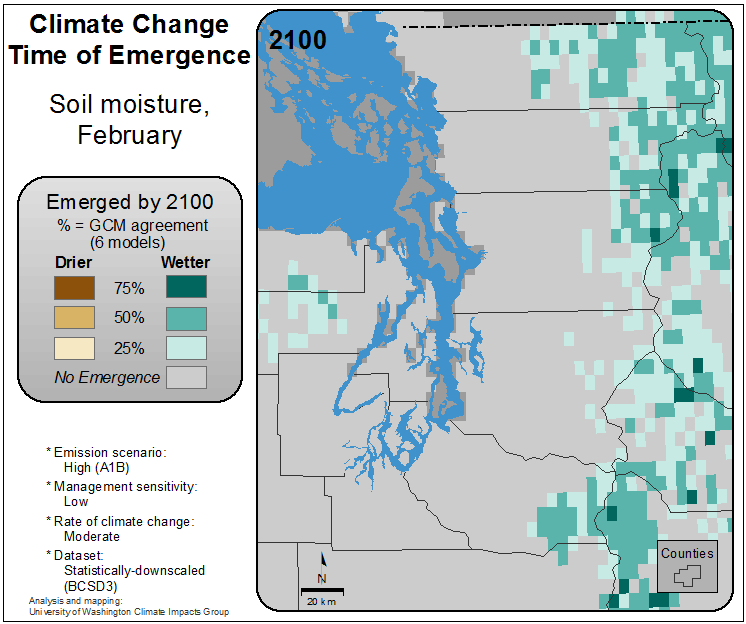 Climate Change
Time of Emergence
Soil moisture,
February
Emerged by 2100
% = GCM agreement
(6 models)
Drier Wetter
75%
50%
25%
No Emergence
* Emission scenario:
High (A1B)
* Management sensitivity:
Low
* Rate of climate change:
Moderate
* Dataset:
Statistically-downscaled
(BCSD3)
Analysis and mapping:
University of Washington Climate Impacts Group
2100
N
20 km
Counties